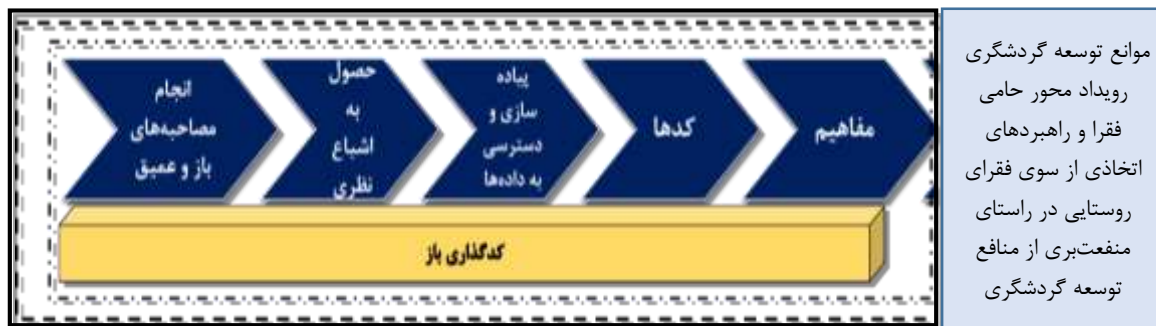 انجام
مصاحبه‌های
باز و عمیق
حصول
به
اشباع
نظری
پیاده
سازی و
دسترسی
به داده‌ها
کدها
مفاهیم
کدگذاری باز
موانع توسعه گردشگری
رویداد محور حامی
فقرا و راهبردهای
اتخاذی از سوی فقرای
روستایی در راستای
منفعت‌بری از منافع
توسعه گردشگری